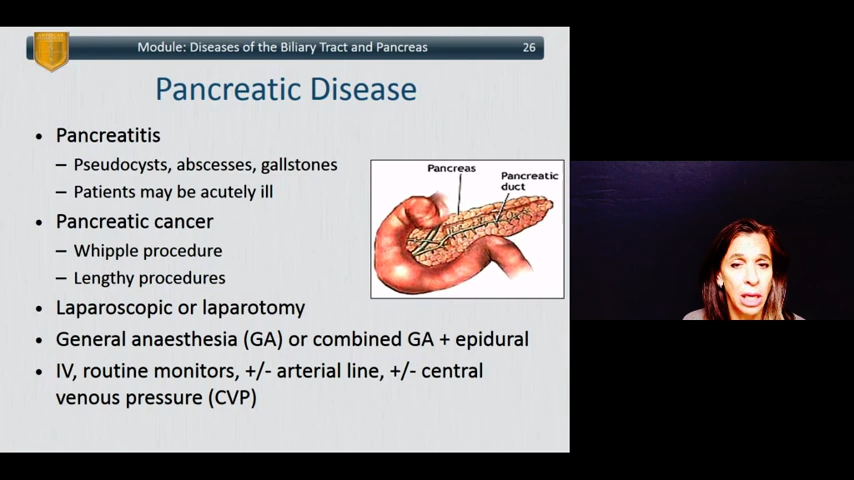 Module: Diseases of the Biliary Tract and Pancreas 26
Pancreatic Disease
• Pancreatitis
– Pseudocysts, abscesses, gallstones
– Patients may be acutely ill
• Pancreatic cancer
– Whipple procedure
– Lengthy procedures
• Laparoscopic or laparotomy
• General anaesthesia (GA) or combined GA + epidural
• IV, routine monitors, +/- arterial line, +/- central
venous pressure (CVP)
Pancreas
Pancreatic
duct